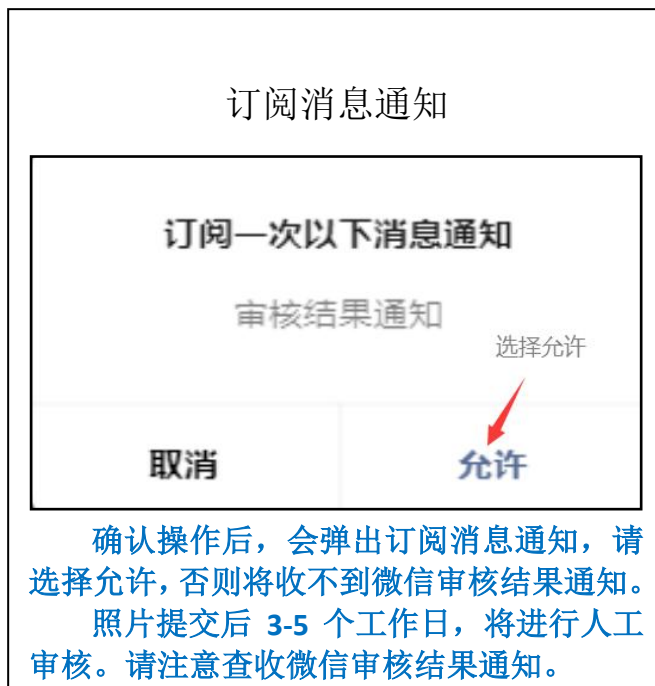 订阅消息通知
订阅一次以下消息通知
审核结果通知
选择允许
取消
允许
确认操作后，会弹出订阅消息通知，请
选择允许，否则将收不到微信审核结果通知。
照片提交后 3-5 个工作日，将进行人工
审核。请注意查收微信审核结果通知。